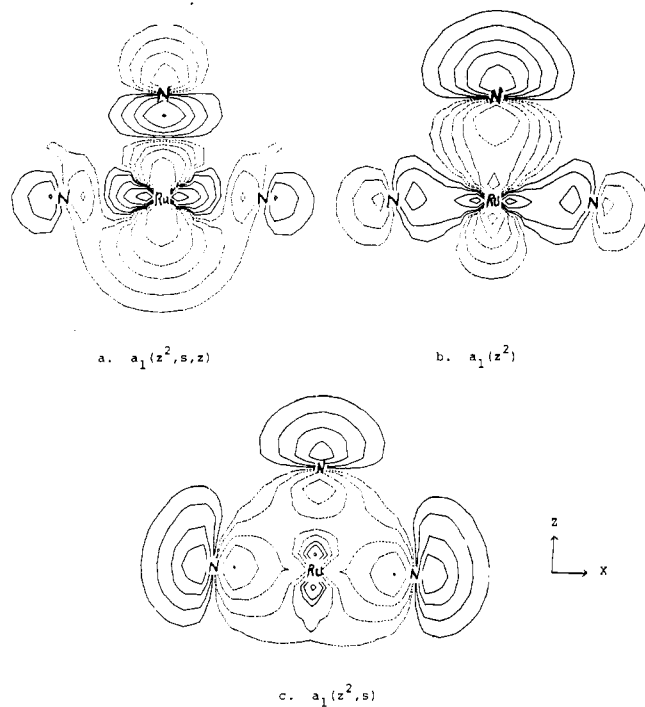 N
N Ru N
a. a₁(z²,s,z)
N
N Ru N
b. a₁(z²)
N
N Ru N
c. a₁(z²,s)
z
x